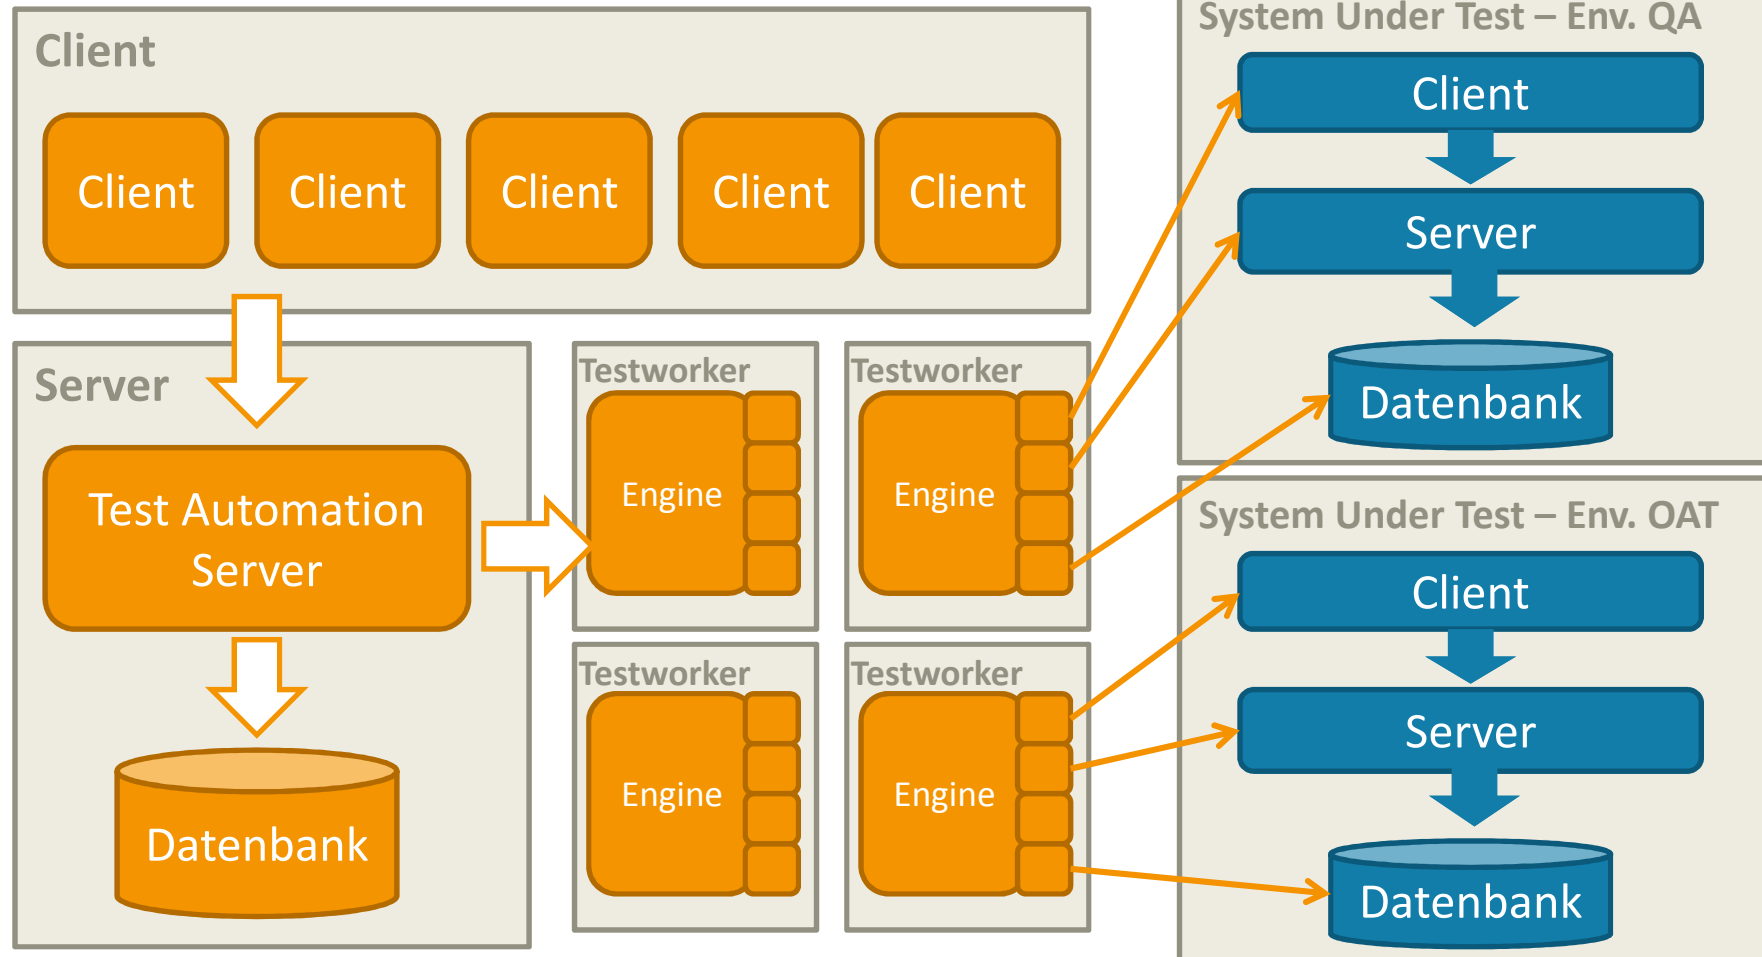 Client
Client
Client
Client
Client
Client
Server
Test Automation
Server
Datenbank
Testworker
Engine
Testworker
Engine
Testworker
Engine
Testworker
Engine
System Under Test – Env. QA
Client
Server
Datenbank
System Under Test – Env. OAT
Client
Server
Datenbank